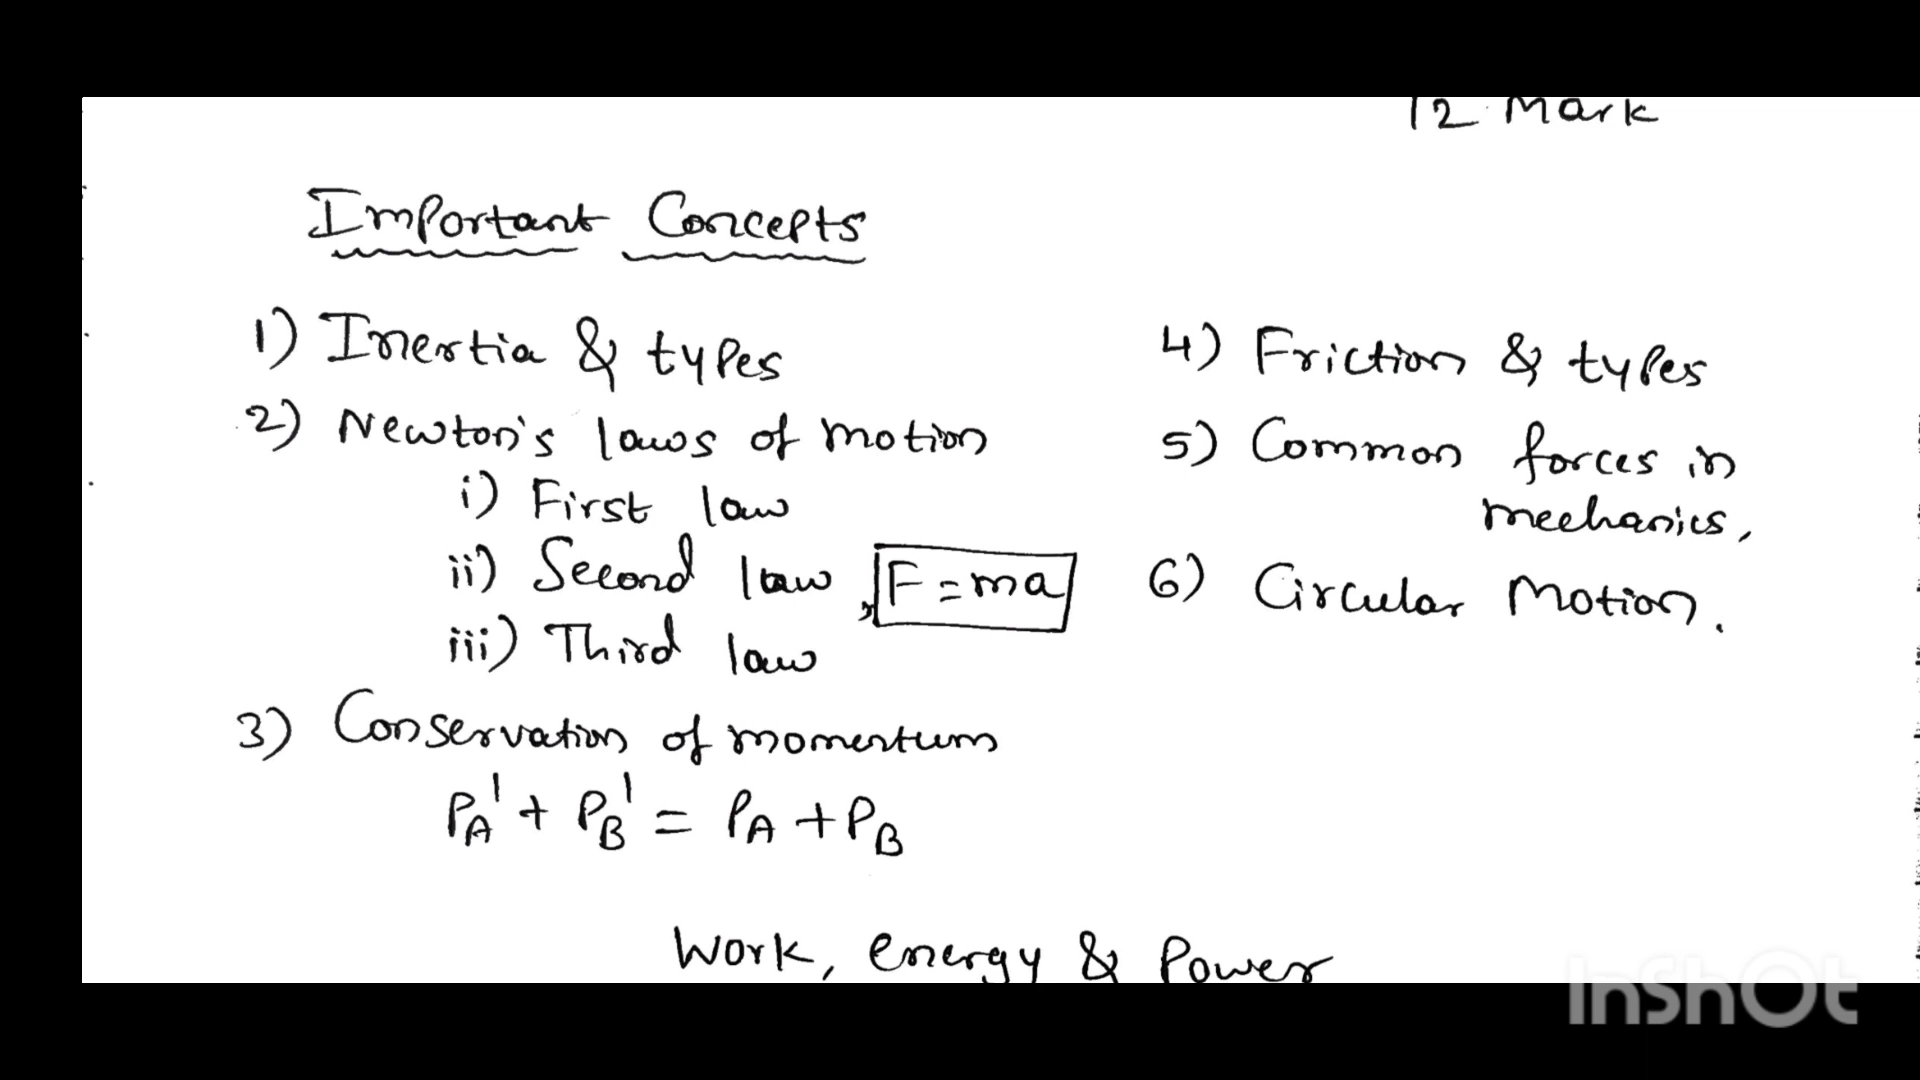 12 Mark
Important Concepts
1) Inertia & types
2) Newton's laws of motion
i) First law
ii) Second law, F = ma
iii) Third law
3) Conservation of momentum
PA' + PB' = PA + PB
4) Friction & types
5) Common forces in
mechanics,
6) Circular Motion.
Work, energy & Power
InShOt